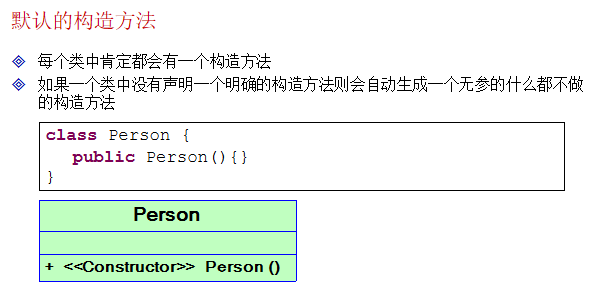 默认的构造方法
每个类中肯定都会有一个构造方法
如果一个类中没有声明一个明确的构造方法则会自动生成一个无参的什么都不做
的构造方法
class Person {
public Person(){}
}
Person
+ <<Constructor>> Person ()